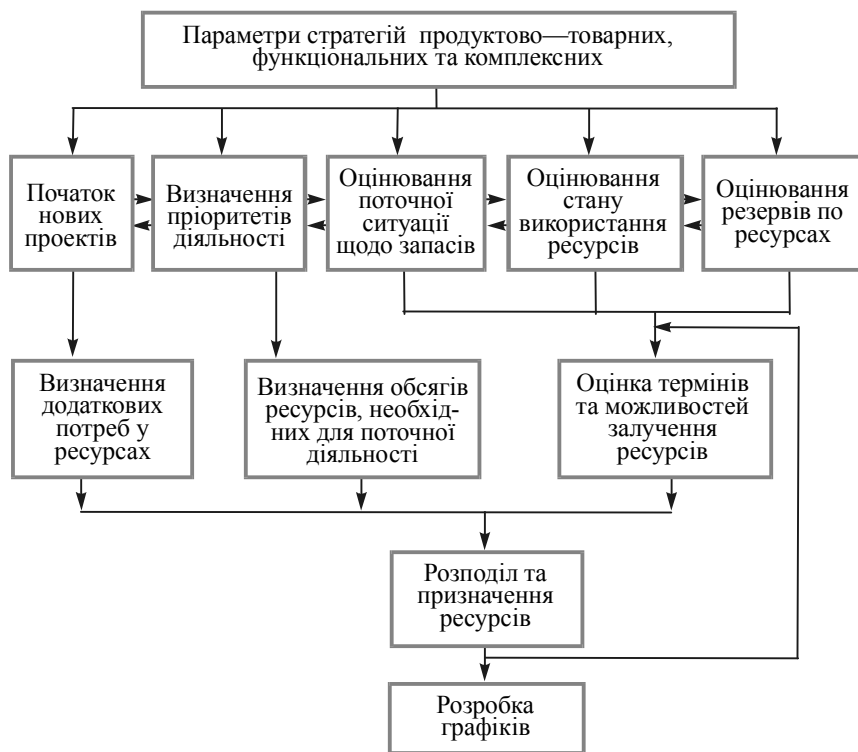 Параметри стратегій продуктово—товарних,
функціональних та комплексних
Початок
нових
проектів
Визначення
пріоритетів
діяльності
Оцінювання
поточної
ситуації
щодо запасів
Оцінювання
стану
використання
ресурсів
Оцінювання
резервів по
ресурсах
Визначення
додаткових
потреб у
ресурсах
Визначення обсягів
ресурсів, необхід-
них для поточної
діяльності
Оцінка термінів
та можливостей
залучення
ресурсів
Розподіл та
призначення
ресурсів
Розробка
графіків